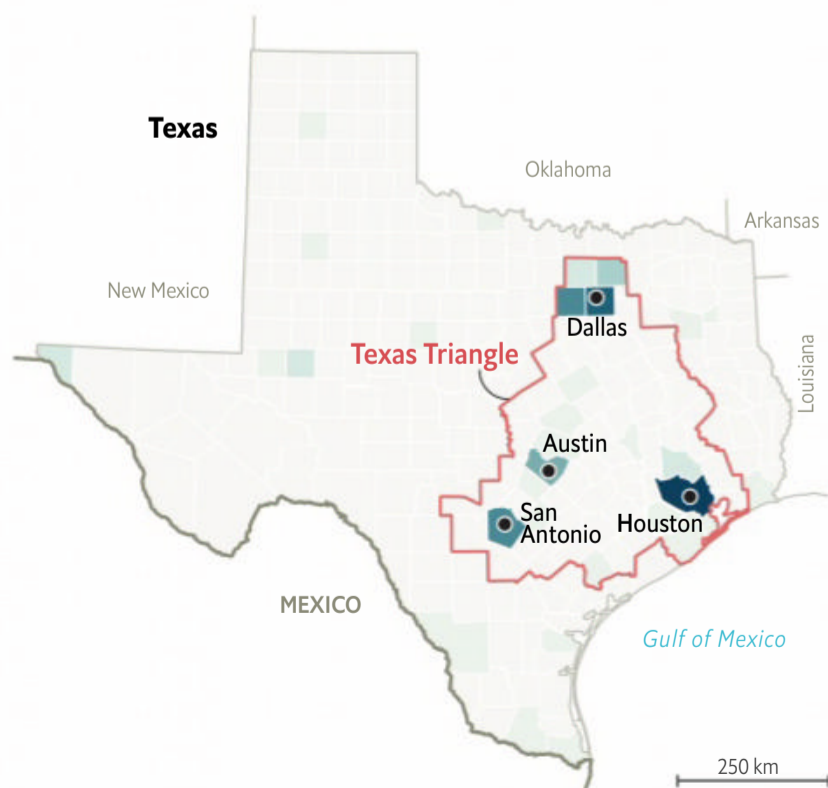 Texas
Oklahoma
Arkansas
New Mexico
Dallas
Texas Triangle
Louisiana
Austin
San
Antonio
Houston
MEXICO
Gulf of Mexico
250 km